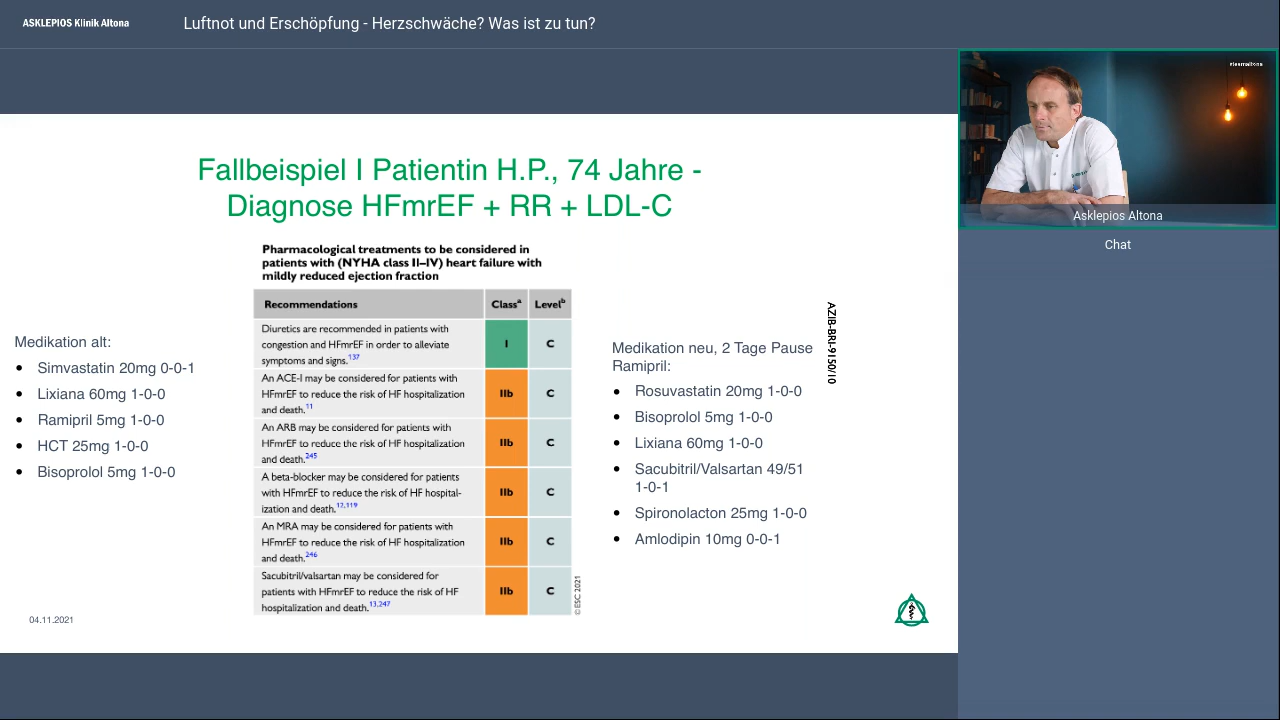 ASKLEPIOS Klinik Altona
Luftnot und Erschöpfung - Herzschwäche? Was ist zu tun?
#teamaltona
Asklepios Altona
Chat
Fallbeispiel I Patientin H.P., 74 Jahre -
Diagnose HFmrEF + RR + LDL-C
Medikation alt:
• Simvastatin 20mg 0-0-1
• Lixiana 60mg 1-0-0
• Ramipril 5mg 1-0-0
• HCT 25mg 1-0-0
• Bisoprolol 5mg 1-0-0
Pharmacological treatments to be considered in
patients with (NYHA class II–IV) heart failure with
mildly reduced ejection fraction
Recommendations Classᵃ Levelᵇ
Diuretics are recommended in patients with
congestion and HFmrEF in order to alleviate
symptoms and signs.137
I C
An ACE-I may be considered for patients with
HFmrEF to reduce the risk of HF hospitalization
and death.11
IIb C
An ARB may be considered for patients with
HFmrEF to reduce the risk of HF hospitalization
and death.245
IIb C
A beta-blocker may be considered for patients
with HFmrEF to reduce the risk of HF hospital-
ization and death.12,119
IIb C
An MRA may be considered for patients with
HFmrEF to reduce the risk of HF hospitalization
and death.246
IIb C
Sacubitril/valsartan may be considered for
patients with HFmrEF to reduce the risk of HF
hospitalization and death.13,247
IIb C
©ESC 2021
Medikation neu, 2 Tage Pause
Ramipril:
• Rosuvastatin 20mg 1-0-0
• Bisoprolol 5mg 1-0-0
• Lixiana 60mg 1-0-0
• Sacubitril/Valsartan 49/51
1-0-1
• Spironolacton 25mg 1-0-0
• Amlodipin 10mg 0-0-1
04.11.2021